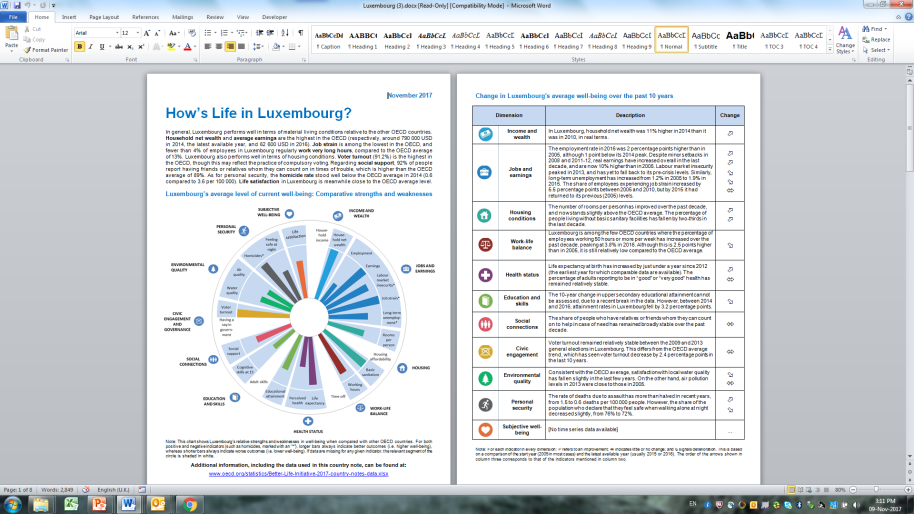 Luxembourg (3).docx [Read-Only] [Compatibility Mode] - Microsoft Word
File Home Insert Page Layout References Mailings Review View Developer
Cut
Copy
Paste
Format Painter
Clipboard
Arial 12
Font
Paragraph
Caption Heading 1 Heading 2 Heading 3 Heading 4 Heading 5 Heading 6 Heading 7 Heading 8 Heading 9 Normal Subtitle Title TOC 3 TOC 4
Styles
Change
Styles
Find
Replace
Select
Editing
November 2017
How's Life in Luxembourg?
In general, Luxembourg performs well in terms of material living conditions relative to the other OECD countries.
Household net wealth and average earnings are the highest in the OECD (respectively, around 790 000 USD
in 2014, the latest available year, and 62 600 USD in 2016). Job strain is among the lowest in the OECD, and
fewer than 4% of employees in Luxembourg regularly work very long hours, compared to the OECD average
of 13%. Luxembourg also performs well in terms of housing conditions. Voter turnout (91.2%) is the highest in
the OECD, though this may reflect the practice of compulsory voting. Regarding social support, 92% of people
report having friends or relatives whom they can count on in times of trouble, which is higher than the OECD
average of 89%. As for personal security, the homicide rate stood well below the OECD average in 2014 (0.6
compared to 3.6 per 100 000). Life satisfaction in Luxembourg is meanwhile close to the OECD average level.
Luxembourg's average level of current well-being: Comparative strengths and weaknesses
SUBJECTIVE
WELL-BEING
INCOME AND
WEALTH
PERSONAL
SECURITY
ENVIRONMENTAL
QUALITY
JOBS AND
EARNINGS
CIVIC
ENGAGEMENT
AND
GOVERNANCE
SOCIAL
CONNECTIONS
HOUSING
EDUCATION
AND SKILLS
WORK-LIFE
BALANCE
HEALTH STATUS
Life
satisfaction
House-
hold
income
House-
hold net
wealth
Employment
Earnings
Labour
market
insecurity*
Job strain*
Long-term
unemploy-
ment*
Rooms
per
person
Housing
affordability
Basic
sanitation
Working
hours
Time off
Life
expectancy
Perceived
health
Educational
attainment
Adult skills
Cognitive
skills at 15
Social
support
Having a
say in
govern-
ment
Voter
turnout
Water
quality
Air
quality
Homicides*
Feeling
safe at
night
Note: This chart shows Luxembourg's relative strengths and weaknesses in well-being when compared with other OECD countries. For both
positive and negative indicators (such as homicides, marked with an "*"), longer bars always indicate better outcomes (i.e. higher well-being),
whereas shorter bars always indicate worse outcomes (i.e. lower well-being). If data are missing for any given indicator, the relevant segment of the
circle is shaded in white.
Additional information, including the data used in this country note, can be found at:
www.oecd.org/statistics/Better-Life-Initiative-2017-country-notes-data.xlsx
Change in Luxembourg's average well-being over the past 10 years
Dimension Description Change
Income and
wealth
In Luxembourg, household net wealth was 11% higher in 2014 than it
was in 2010, in real terms.
Jobs and
earnings
The employment rate in 2016 was 2 percentage points higher than in
2005, although 1 point below its 2014 peak. Despite minor setbacks in
2008 and 2011-12, real earnings have increased overall in the last
decade, and are now 10% higher than in 2005. Labour market insecurity
peaked in 2013, and has yet to fall back to its pre-crisis levels. Similarly,
long-term unemployment has increased from 1.2% in 2005 to 1.9% in
2016. The share of employees experiencing job strain increased by
5.5 percentage points between 2005 and 2010, but by 2015 it had
returned to its previous (2005) levels.
Housing
conditions
The number of rooms per person has improved over the past decade,
and now stands slightly above the OECD average. The percentage of
people living without basic sanitary facilities has fallen by two thirds in
the last decade.
Work-life
balance
Luxembourg is among the few OECD countries where the percentage of
employees working 50 hours or more per week has increased over the
past decade, peaking at 3.8% in 2016. Although this is 2.5 points higher
than in 2005, it is still relatively low compared to the OECD average.
Health status
Life expectancy at birth has increased by just under a year since 2012
(the earliest year for which comparable data are available). The
percentage of adults reporting to be in "good" or "very good" health has
remained relatively stable.
Education and
skills
The 10-year change in upper secondary educational attainment cannot
be assessed, due to a recent break in the data. However, between 2014
and 2016, attainment rates in Luxembourg fell by 3.2 percentage points.
Social
connections
The share of people who have relatives or friends whom they can count
on to help in case of need has remained broadly stable over the past
decade.
Civic
engagement
Voter turnout remained relatively stable between the 2009 and 2013
general elections in Luxembourg. This differs from the OECD average
trend, which has seen voter turnout decrease by 2.4 percentage points in
the last 10 years.
Environmental
quality
Consistent with the OECD average, satisfaction with local water quality
has fallen slightly in the last few years. On the other hand, air pollution
levels in 2013 were close to those in 2005.
Personal
security
The rate of deaths due to assault has more than halved in recent years,
from 1.6 to 0.6 deaths per 100 000 people. However, the share of the
population who declare that they feel safe when walking alone at night
decreased slightly, from 76% to 72%.
Subjective well-
being
[No time series data available]
..
Page: 1 of 8 Words: 2,049 English (U.K.) 80%
EN 3:11 PM
09-Nov-2017